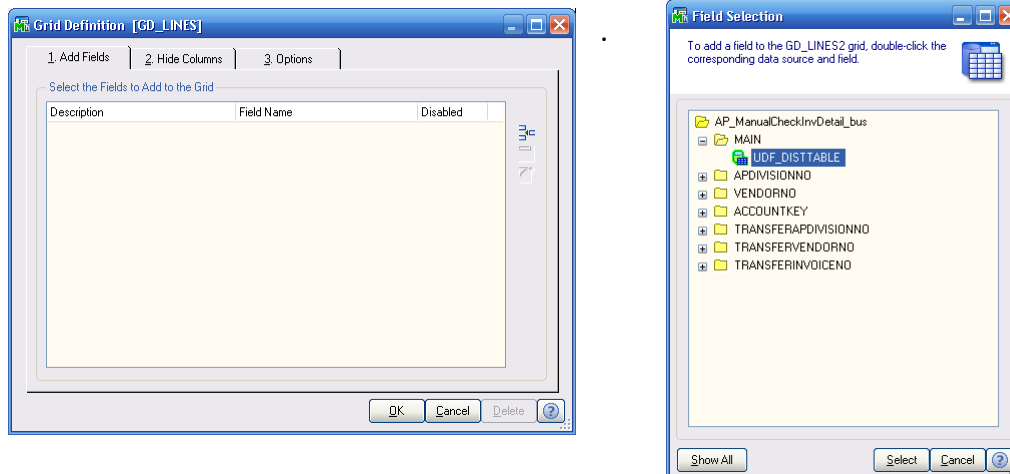 Grid Definition [GD_LINES]
1. Add Fields
2. Hide Columns
3. Options
Select the Fields to Add to the Grid
Description
Field Name
Disabled
OK
Cancel
Delete
Field Selection
To add a field to the GD_LINES2 grid, double-click the
corresponding data source and field.
AP_ManualCheckInvDetail_bus
MAIN
UDF_DISTTABLE
APDIVISIONNO
VENDORNO
ACCOUNTKEY
TRANSFERAPDIVISIONNO
TRANSFERVENDORNO
TRANSFERINVOICENO
Show All
Select
Cancel